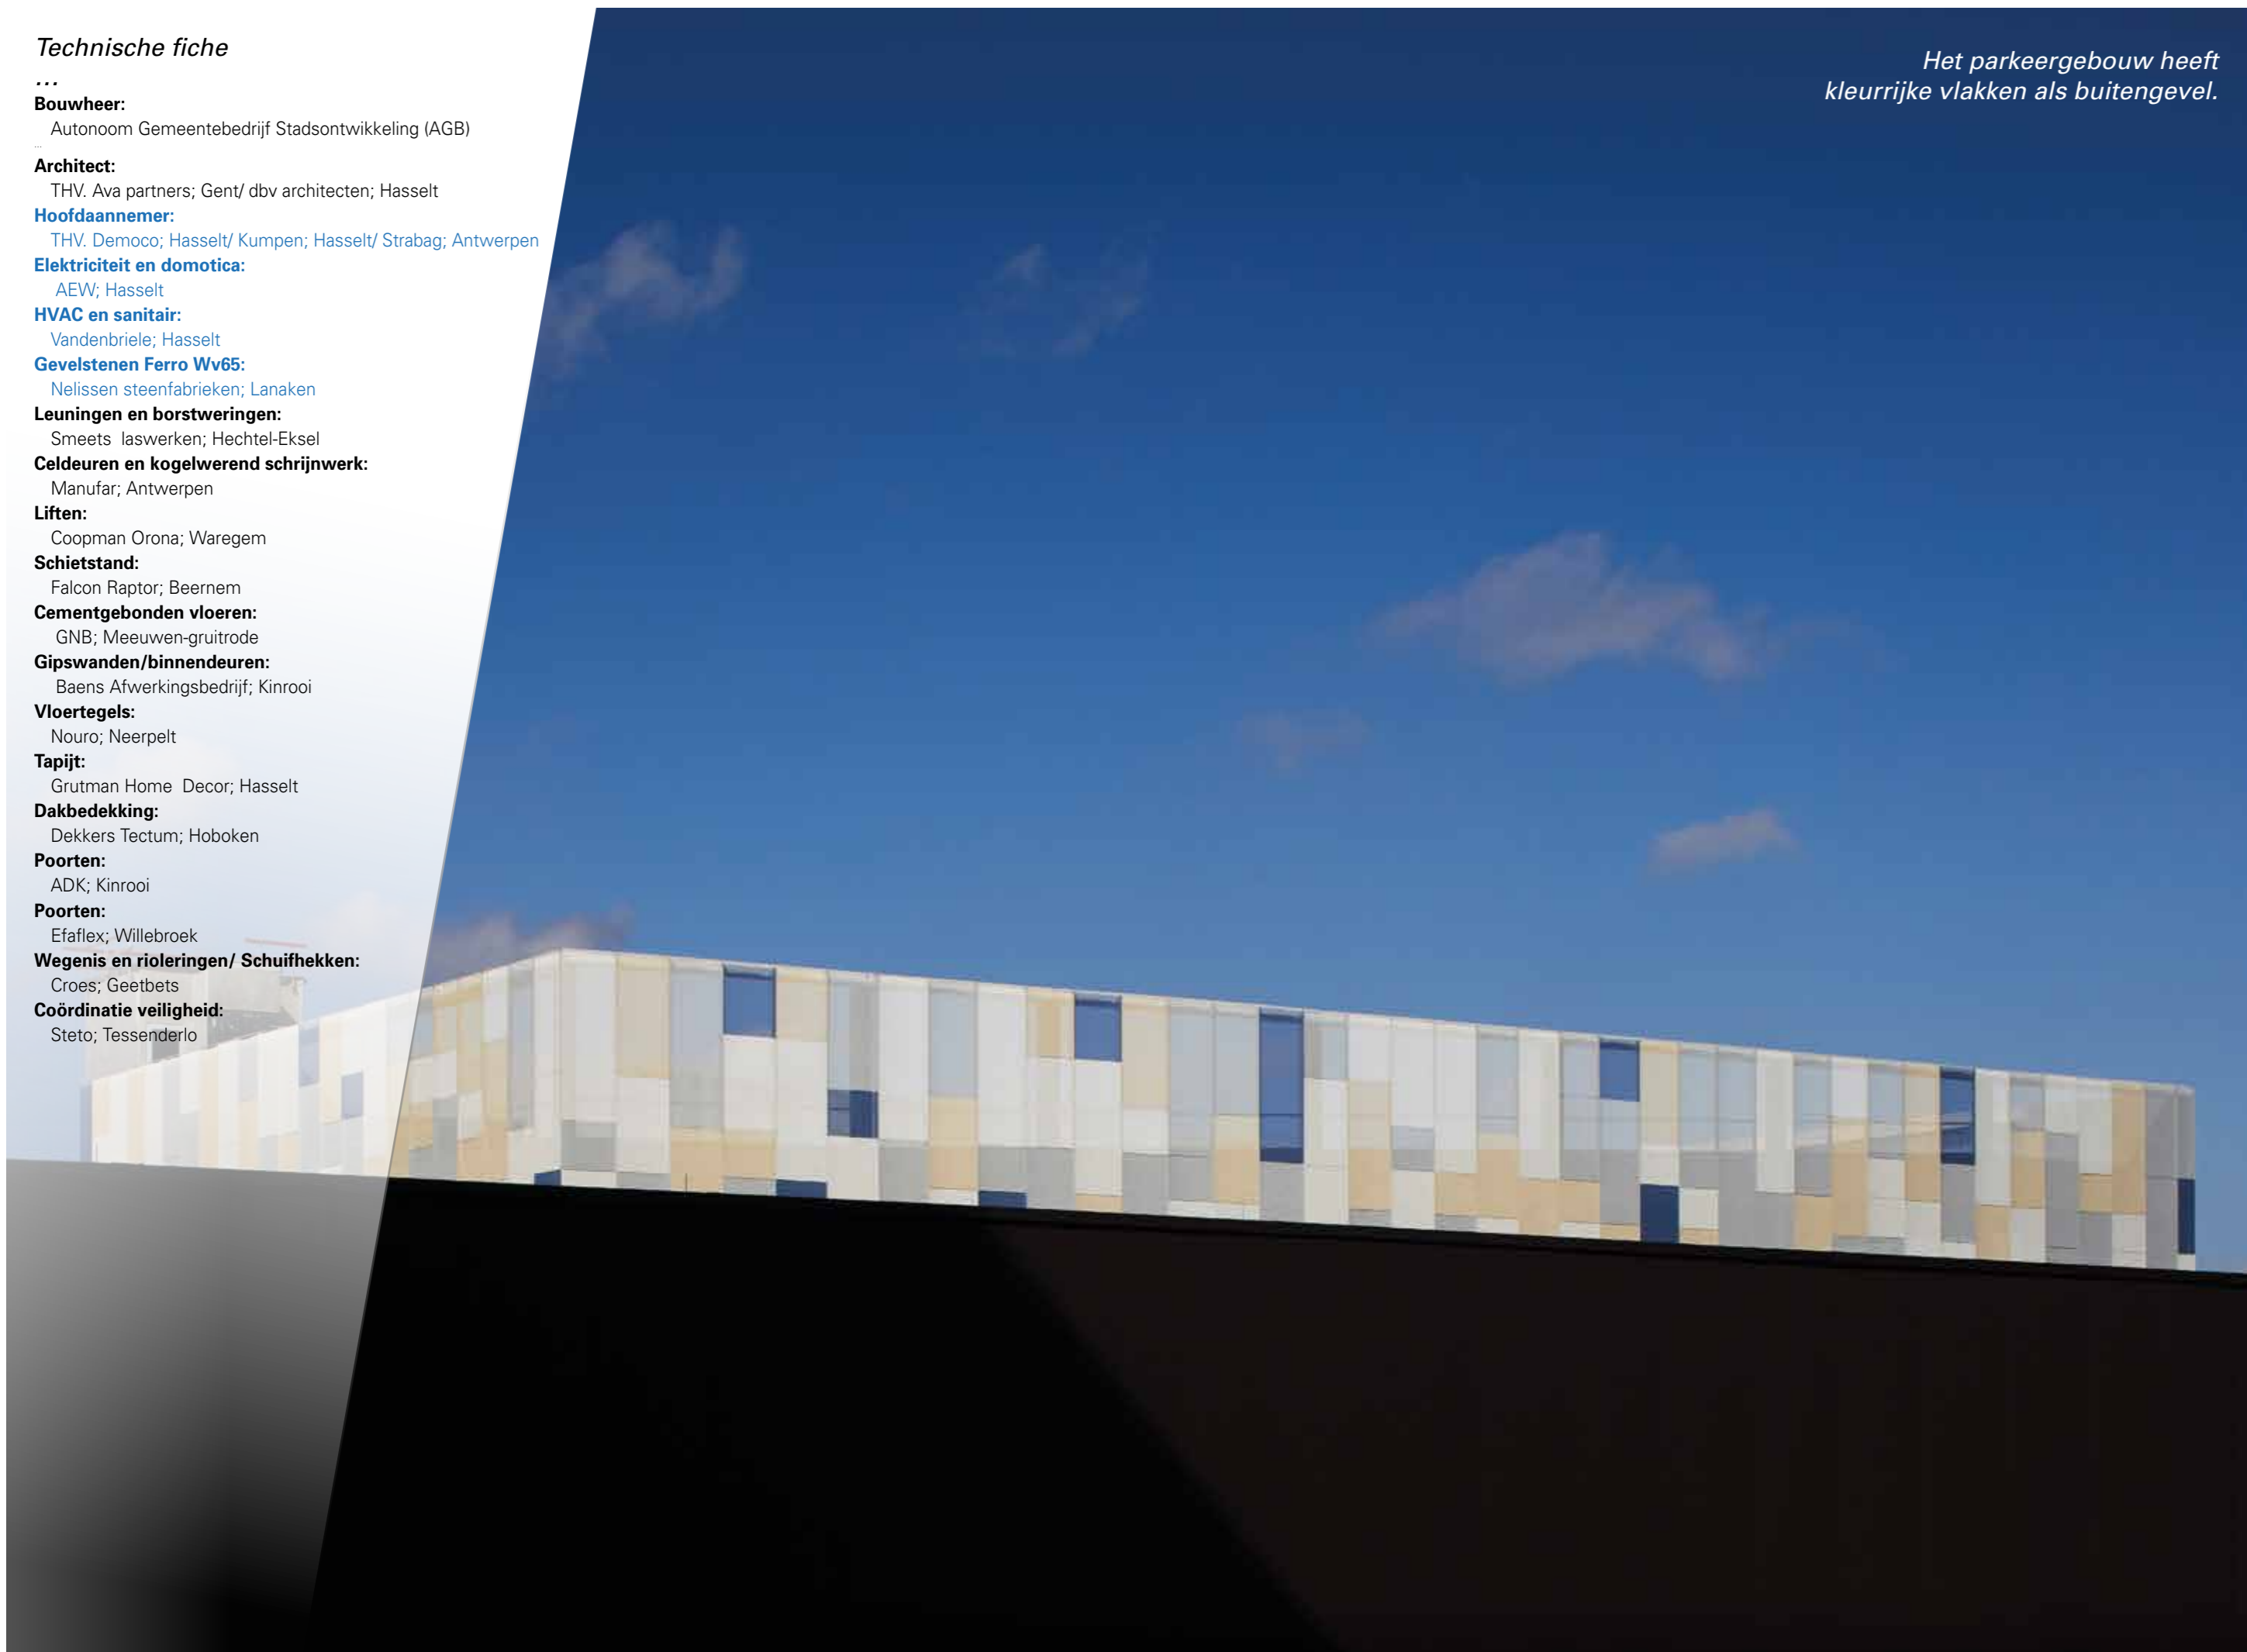 Technische fiche
...
Bouwheer:
Autonoom Gemeentebedrijf Stadsontwikkeling (AGB)
...
Architect:
THV. Ava partners; Gent/ dbv architecten; Hasselt
Hoofdaannemer:
THV. Democo; Hasselt/ Kumpen; Hasselt/ Strabag; Antwerpen
Elektriciteit en domotica:
AEW; Hasselt
HVAC en sanitair:
Vandenbriele; Hasselt
Gevelstenen Ferro Wv65:
Nelissen steenfabrieken; Lanaken
Leuningen en borstweringen:
Smeets laswerken; Hechtel-Eksel
Celdeuren en kogelwerend schrijnwerk:
Manufar; Antwerpen
Liften:
Coopman Orona; Waregem
Schietstand:
Falcon Raptor; Beernem
Cementgebonden vloeren:
GNB; Meeuwen-gruitrode
Gipswanden/binnendeuren:
Baens Afwerkingsbedrijf; Kinrooi
Vloertegels:
Nouro; Neerpelt
Tapijt:
Grutman Home Decor; Hasselt
Dakbedekking:
Dekkers Tectum; Hoboken
Poorten:
ADK; Kinrooi
Poorten:
Efaflex; Willebroek
Wegenis en rioleringen/ Schuifhekken:
Croes; Geetbets
Coördinatie veiligheid:
Steto; Tessenderlo
Het parkeergebouw heeft
kleurrijke vlakken als buitengevel.